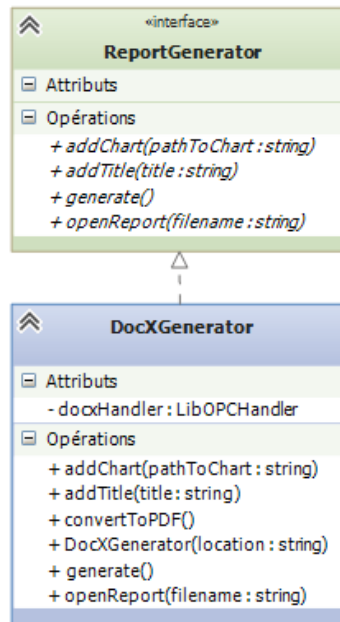 «interface»
ReportGenerator
Attributs
Opérations
+ addChart(pathToChart : string)
+ addTitle(title : string)
+ generate()
+ openReport(filename : string)
DocXGenerator
Attributs
- docxHandler : LibOPCHandler
Opérations
+ addChart(pathToChart : string)
+ addTitle(title : string)
+ convertToPDF()
+ DocXGenerator(location : string)
+ generate()
+ openReport(filename : string)